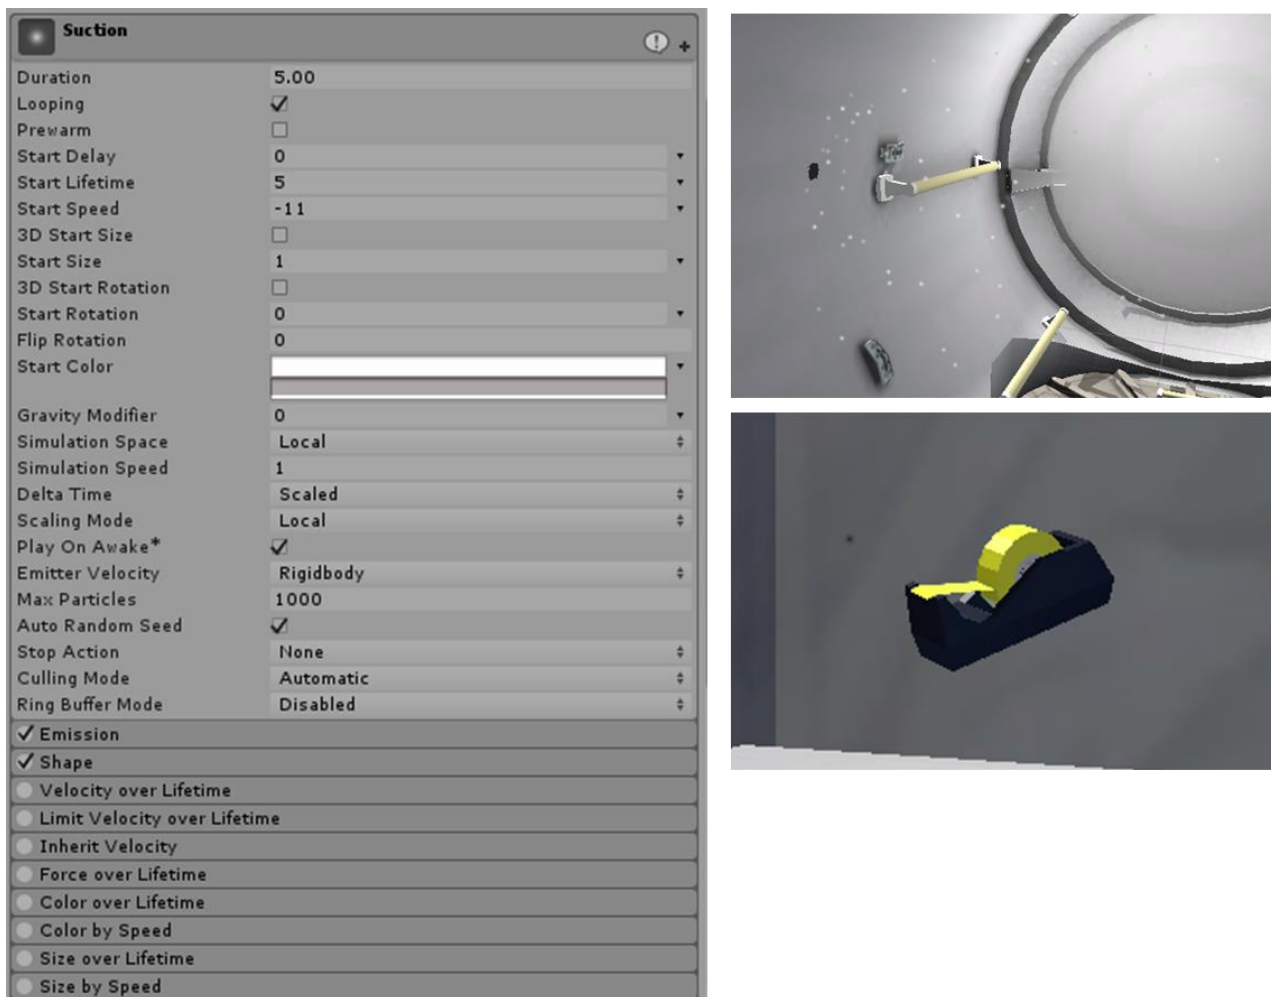 Suction
Duration 5.00
Looping
Prewarm
Start Delay 0
Start Lifetime 5
Start Speed -11
3D Start Size
Start Size 1
3D Start Rotation
Start Rotation 0
Flip Rotation 0
Start Color
Gravity Modifier 0
Simulation Space Local
Simulation Speed 1
Delta Time Scaled
Scaling Mode Local
Play On Awake*
Emitter Velocity Rigidbody
Max Particles 1000
Auto Random Seed
Stop Action None
Culling Mode Automatic
Ring Buffer Mode Disabled
Emission
Shape
Velocity over Lifetime
Limit Velocity over Lifetime
Inherit Velocity
Force over Lifetime
Color over Lifetime
Color by Speed
Size over Lifetime
Size by Speed